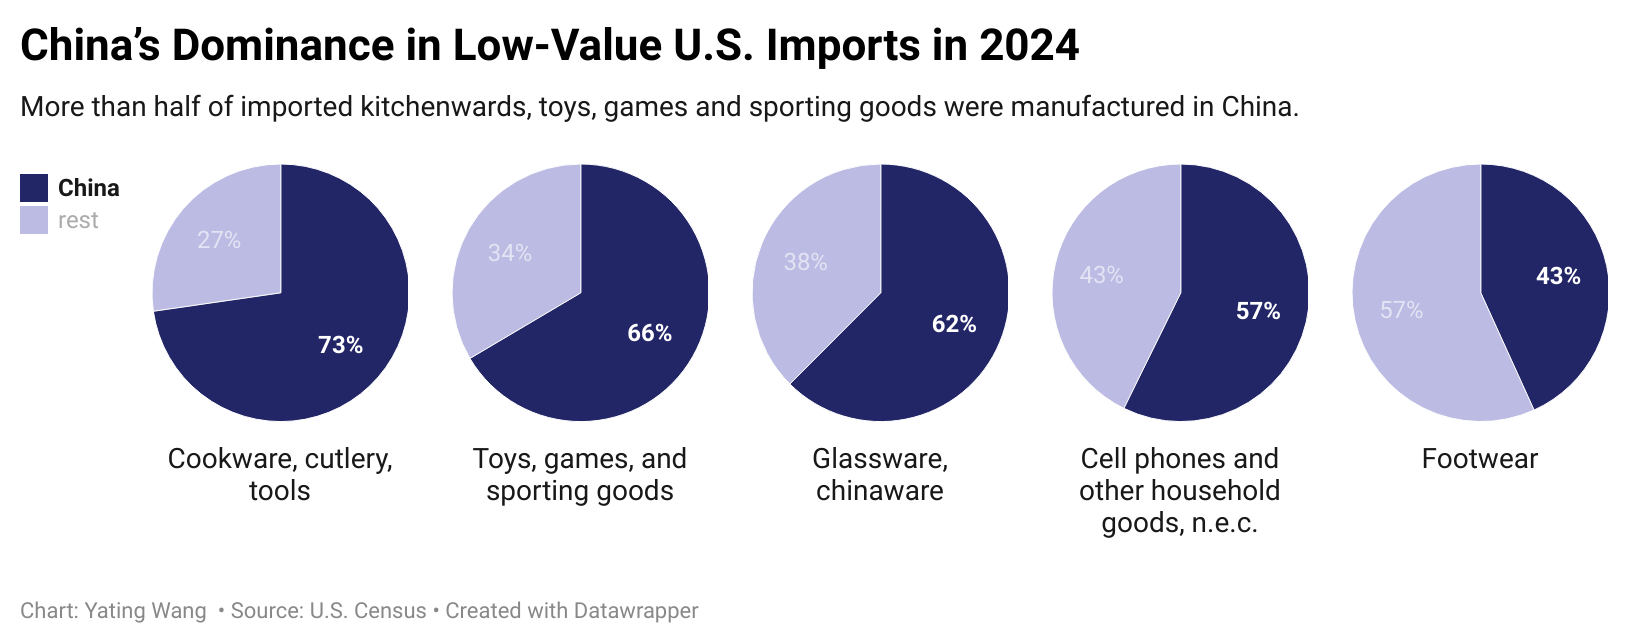 China’s Dominance in Low-Value U.S. Imports in 2024
More than half of imported kitchenwards, toys, games and sporting goods were manufactured in China.
China
rest
27%
73%
Cookware, cutlery,
tools
34%
66%
Toys, games, and
sporting goods
38%
62%
Glassware,
chinaware
43%
57%
Cell phones and
other household
goods, n.e.c.
57%
43%
Footwear
Chart: Yating Wang • Source: U.S. Census • Created with Datawrapper